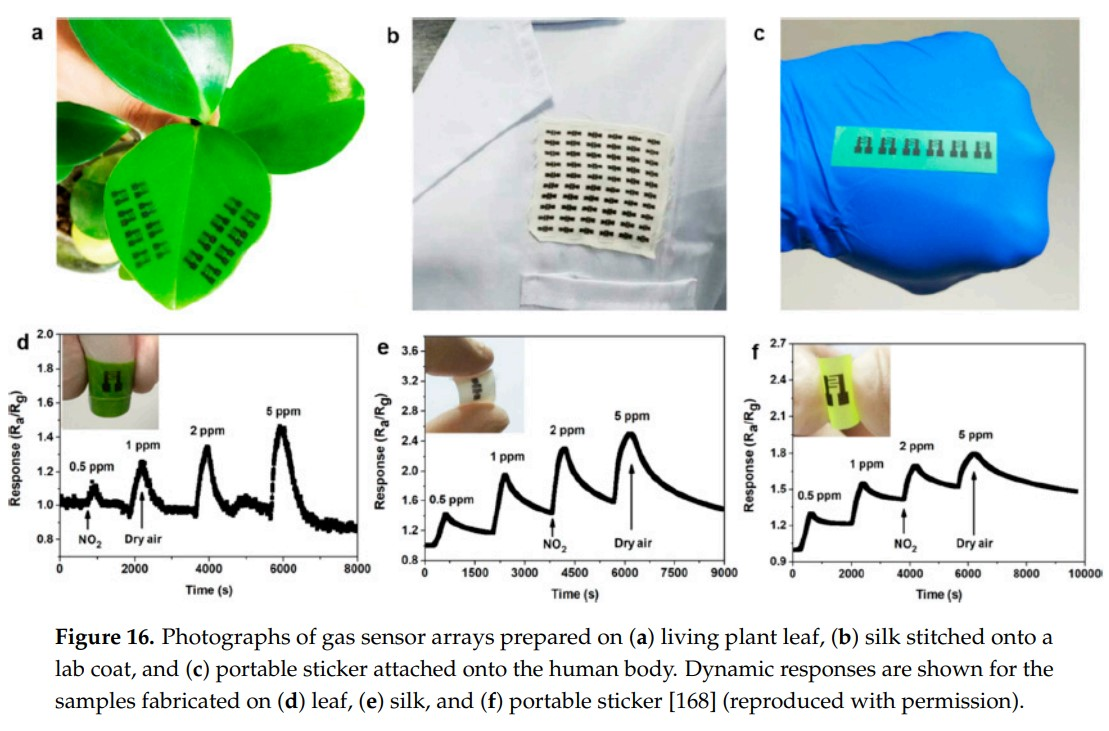 a
b
c
d
2.0
1.8
1.6
1.4
1.2
1.0
0.8
Response (Ra/Rg)
0.5 ppm
1 ppm
2 ppm
5 ppm
NO2
Dry air
0
2000
4000
6000
8000
Time (s)
e
3.6
3.2
2.8
2.4
2.0
1.6
1.2
0.8
Response (Ra/Rg)
0.5 ppm
1 ppm
2 ppm
5 ppm
NO2
Dry air
0
1500
3000
4500
6000
7500
9000
Time (s)
f
2.7
2.4
2.1
1.8
1.5
1.2
0.9
Response (Ra/Rg)
0.5 ppm
1 ppm
2 ppm
5 ppm
NO2
Dry air
0
2000
4000
6000
8000
10000
Time (s)
Figure 16. Photographs of gas sensor arrays prepared on (a) living plant leaf, (b) silk stitched onto a
lab coat, and (c) portable sticker attached onto the human body. Dynamic responses are shown for the
samples fabricated on (d) leaf, (e) silk, and (f) portable sticker [168] (reproduced with permission).